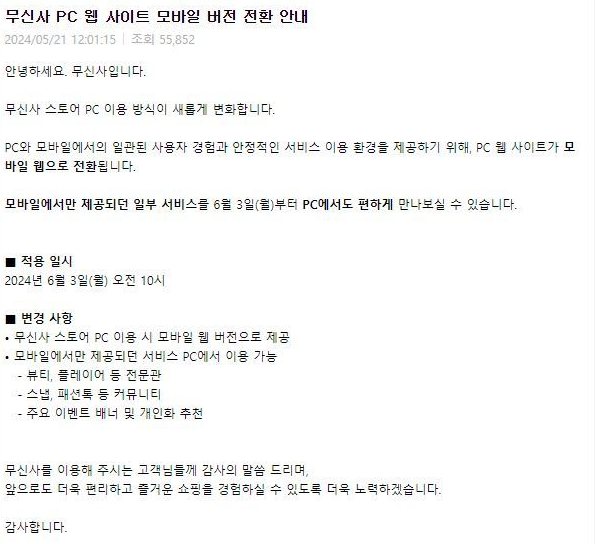 무신사 PC 웹 사이트 모바일 버전 전환 안내
2024/05/21 12:01:15 | 조회 55,852
안녕하세요. 무신사입니다.
무신사 스토어 PC 이용 방식이 새롭게 변화합니다.
PC와 모바일에서의 일관된 사용자 경험과 안정적인 서비스 이용 환경을 제공하기 위해, PC 웹 사이트가 모
바일 웹으로 전환됩니다.
모바일에서만 제공되던 일부 서비스를 6월 3일(월)부터 PC에서도 편하게 만나보실 수 있습니다.
■ 적용 일시
2024년 6월 3일(월) 오전 10시
■ 변경 사항
• 무신사 스토어 PC 이용 시 모바일 웹 버전으로 제공
• 모바일에서만 제공되던 서비스 PC에서 이용 가능
- 뷰티, 플레이어 등 전문관
- 스냅, 패션톡 등 커뮤니티
- 주요 이벤트 배너 및 개인화 추천
무신사를 이용해 주시는 고객님들께 감사의 말씀 드리며,
앞으로도 더욱 편리하고 즐거운 쇼핑을 경험하실 수 있도록 더욱 노력하겠습니다.
감사합니다.